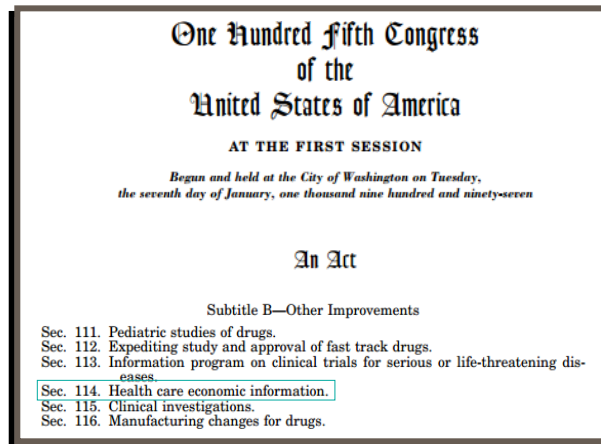 One Hundred Fifth Congress
of the
United States of America
AT THE FIRST SESSION
Begun and held at the City of Washington on Tuesday,
the seventh day of January, one thousand nine hundred and ninety-seven
An Act
Subtitle B—Other Improvements
Sec. 111. Pediatric studies of drugs.
Sec. 112. Expediting study and approval of fast track drugs.
Sec. 113. Information program on clinical trials for serious or life-threatening dis-
eases.
Sec. 114. Health care economic information.
Sec. 115. Clinical investigations.
Sec. 116. Manufacturing changes for drugs.